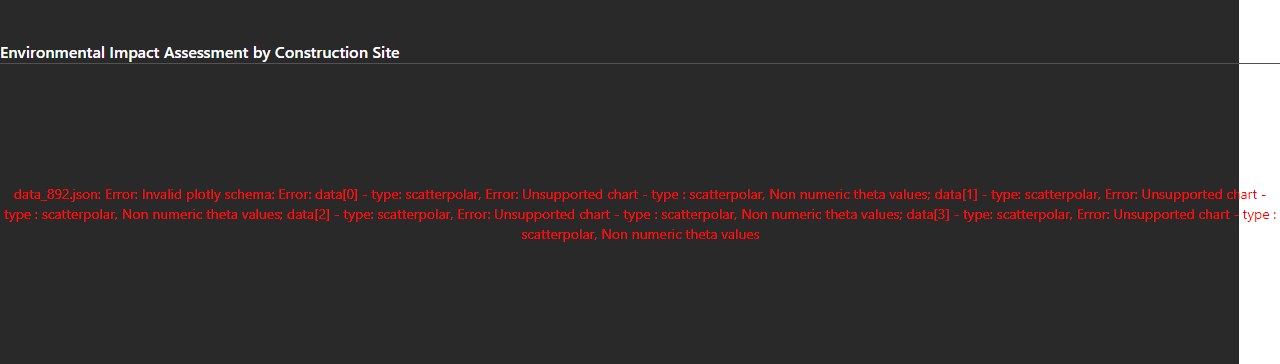 Environmental Impact Assessment by Construction Site
data_892.json: Error: Invalid plotly schema: Error: data[0] - type: scatterpolar, Error: Unsupported chart - type : scatterpolar, Non numeric theta values; data[1] - type: scatterpolar, Error: Unsupported chart -
type : scatterpolar, Non numeric theta values; data[2] - type: scatterpolar, Error: Unsupported chart - type : scatterpolar, Non numeric theta values; data[3] - type: scatterpolar, Error: Unsupported chart - type :
scatterpolar, Non numeric theta values